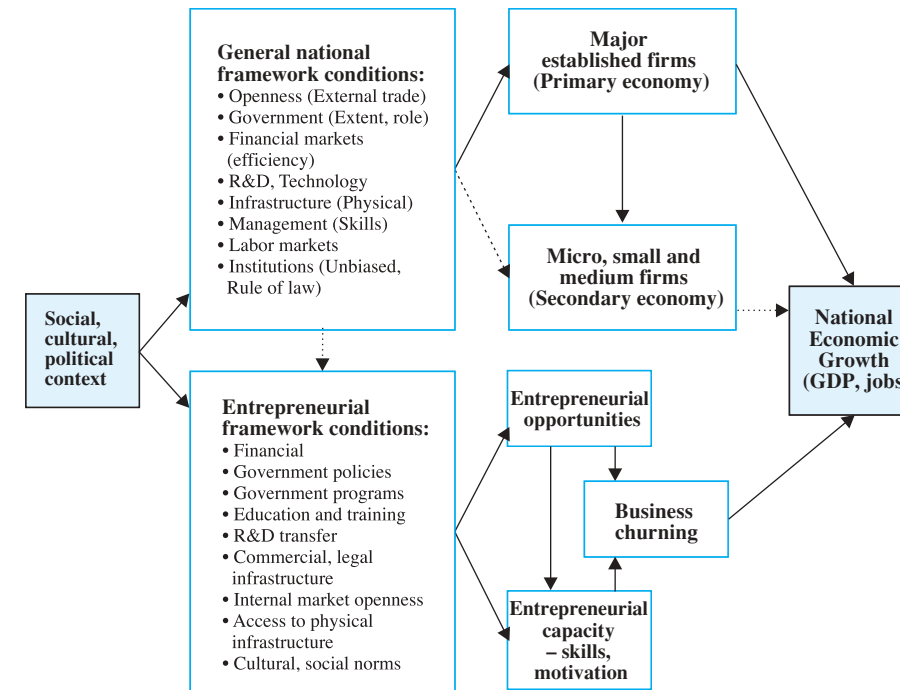 General national
framework conditions:
• Openness (External trade)
• Government (Extent, role)
• Financial markets
(efficiency)
• R&D, Technology
• Infrastructure (Physical)
• Management (Skills)
• Labor markets
• Institutions (Unbiased,
Rule of law)
Major
established firms
(Primary economy)
Micro, small and
medium firms
(Secondary economy)
Social,
cultural,
political
context
National
Economic
Growth
(GDP, jobs
Entrepreneurial
framework conditions:
• Financial
• Government policies
• Government programs
• Education and training
• R&D transfer
• Commercial, legal
infrastructure
• Internal market openness
• Access to physical
infrastructure
• Cultural, social norms
Entrepreneurial
opportunities
Business
churning
Entrepreneurial
capacity
– skills,
motivation